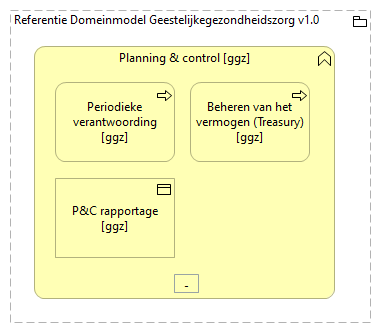 Referentie Domeinmodel Geestelijkegezondheidszorg v1.0
Planning & control [ggz]
Periodieke
verantwoording
[ggz]
Beheren van het
vermogen (Treasury)
[ggz]
P&C rapportage
[ggz]
-